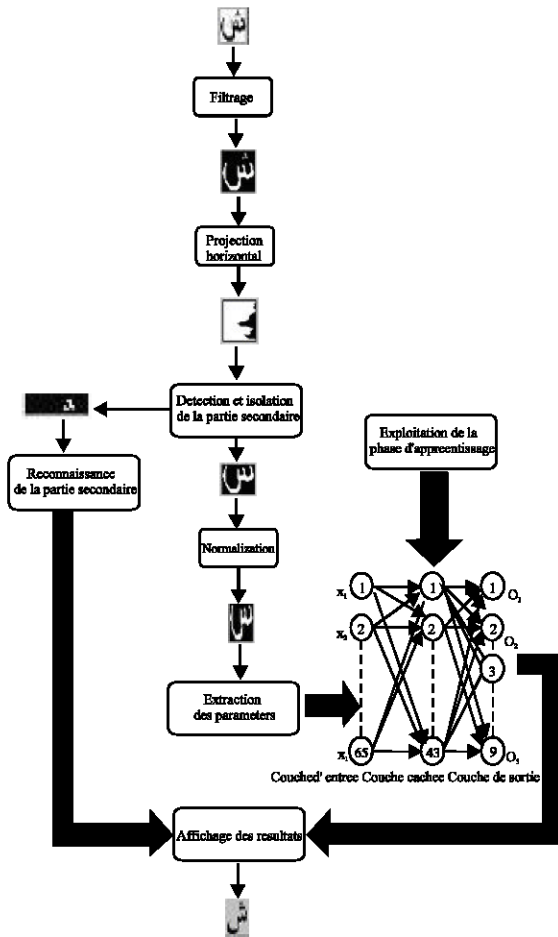 ش
Filtrage
ش
Projection
horizontal
Detection et isolation
de la partie secondaire
Reconnaissance
de la partie secondaire
Exploitation de la
phase d'apprentissage
Normalization
Extraction
des parameters
x₁ 1 1 1 O₁
x₂ 2 2 2 O₂
3
x₁ 65 43 9 O₅
Couched' entree Couche cachee Couche de sortie
Affichage des resultats
ش